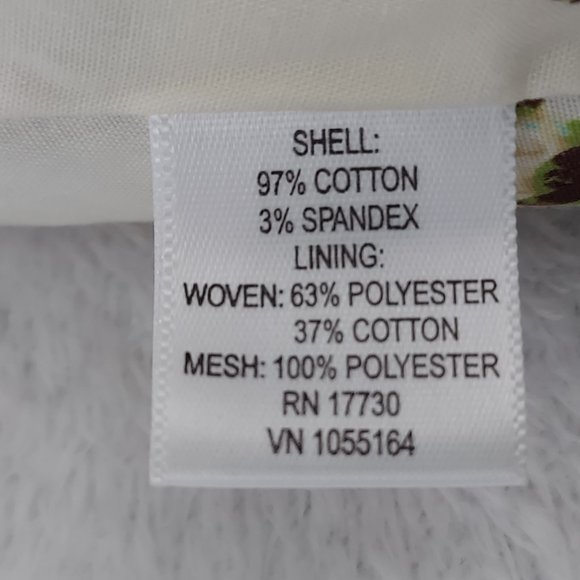 SHELL:
97% COTTON
3% SPANDEX
LINING:
WOVEN: 63% POLYESTER
37% COTTON
MESH: 100% POLYESTER
RN 17730
VN 1055164